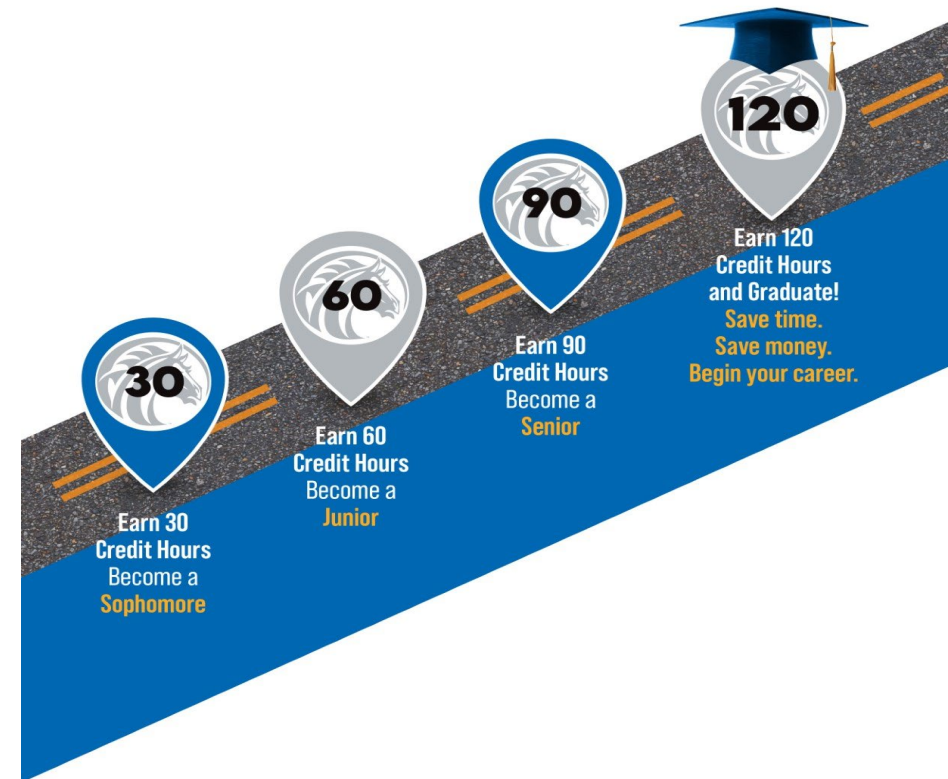 30
Earn 30
Credit Hours
Become a
Sophomore
60
Earn 60
Credit Hours
Become a
Junior
90
Earn 90
Credit Hours
Become a
Senior
120
Earn 120
Credit Hours
and Graduate!
Save time.
Save money.
Begin your career.